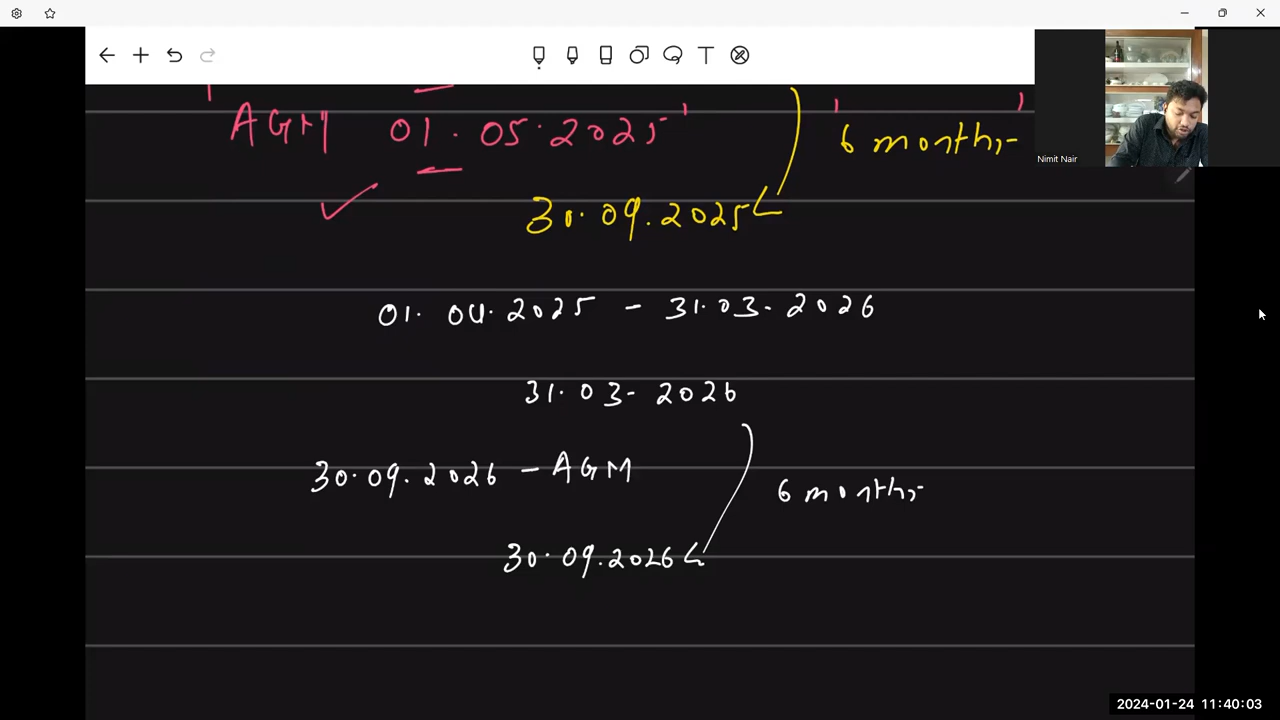 AGM 01.05.2025
6 months
30.09.2025
01.04.2025 - 31.03.2026
31.03.2026
30.09.2026 - AGM
6 months
30.09.2026
Nimit Nair
2024-01-24 11:40:03